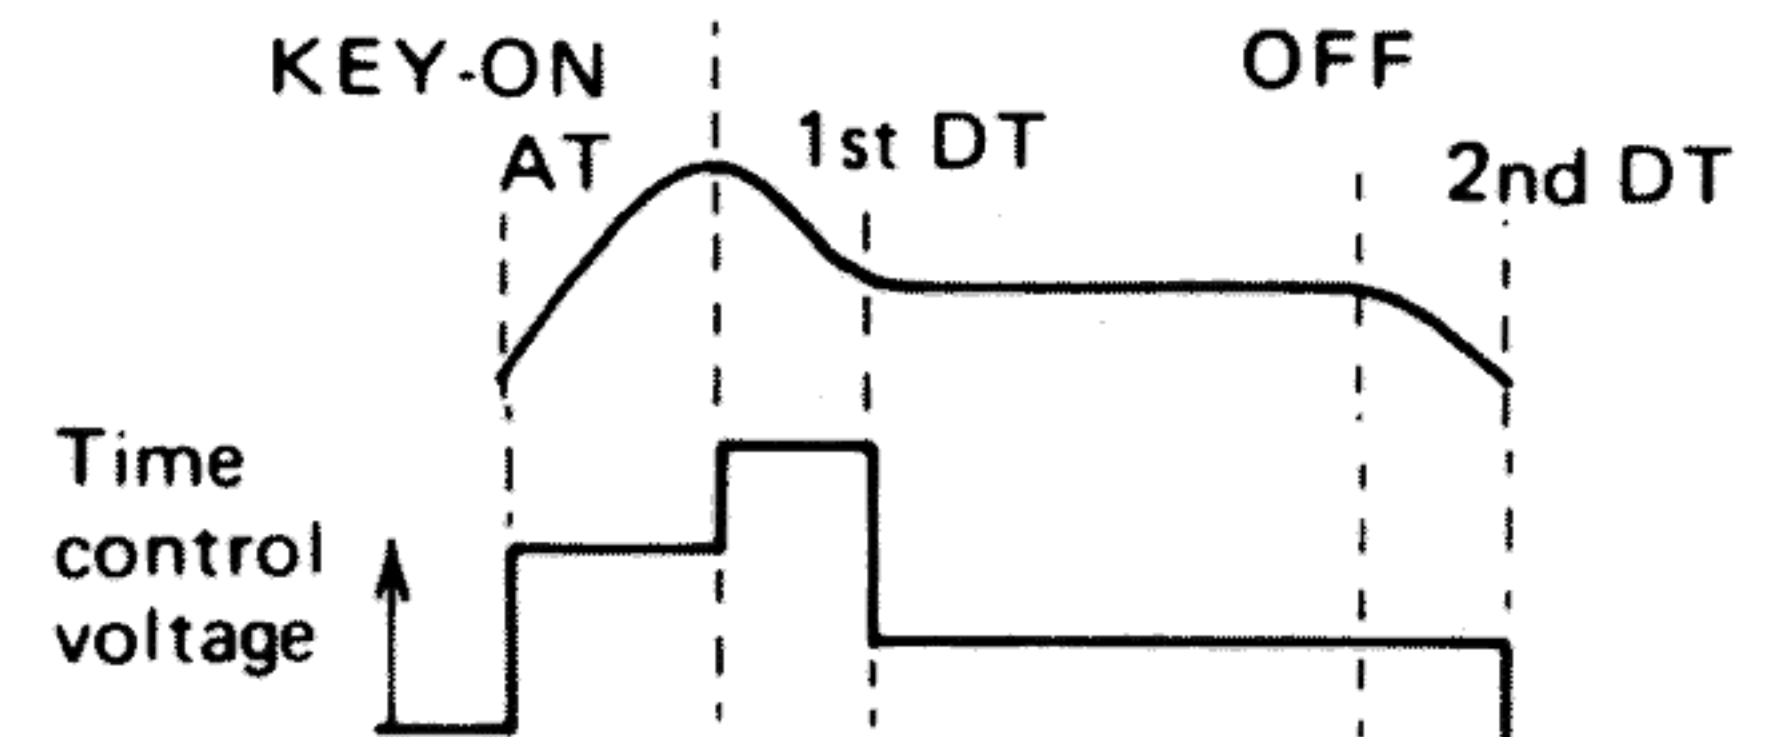 KEY-ON
OFF
AT
1st DT
2nd DT
Time
control
voltage